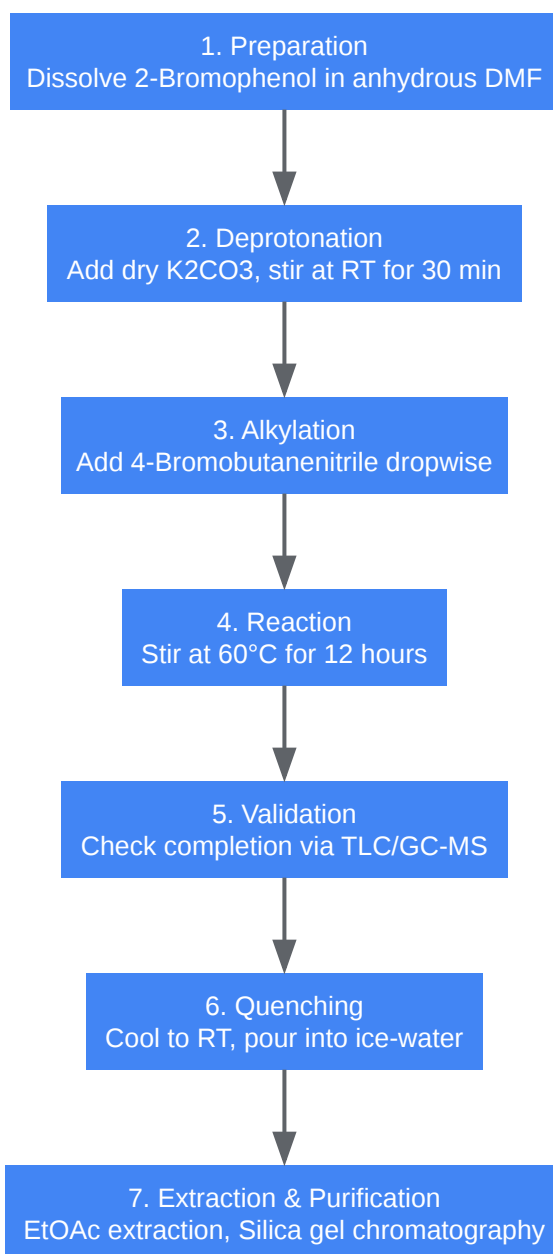 1. Preparation
Dissolve 2-Bromophenol in anhydrous DMF
2. Deprotonation
Add dry K2CO3, stir at RT for 30 min
3. Alkylation
Add 4-Bromobutanenitrile dropwise
4. Reaction
Stir at 60°C for 12 hours
5. Validation
Check completion via TLC/GC-MS
6. Quenching
Cool to RT, pour into ice-water
7. Extraction & Purification
EtOAc extraction, Silica gel chromatography